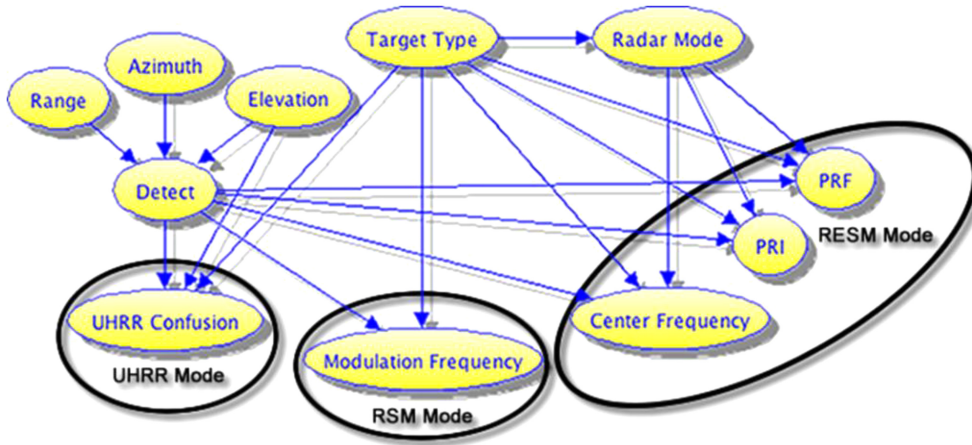 Target Type
Radar Mode
Azimuth
Range
Elevation
Detect
PRF
RESM Mode
PRI
UHRR Confusion
Center Frequency
Modulation Frequency
UHRR Mode
RSM Mode